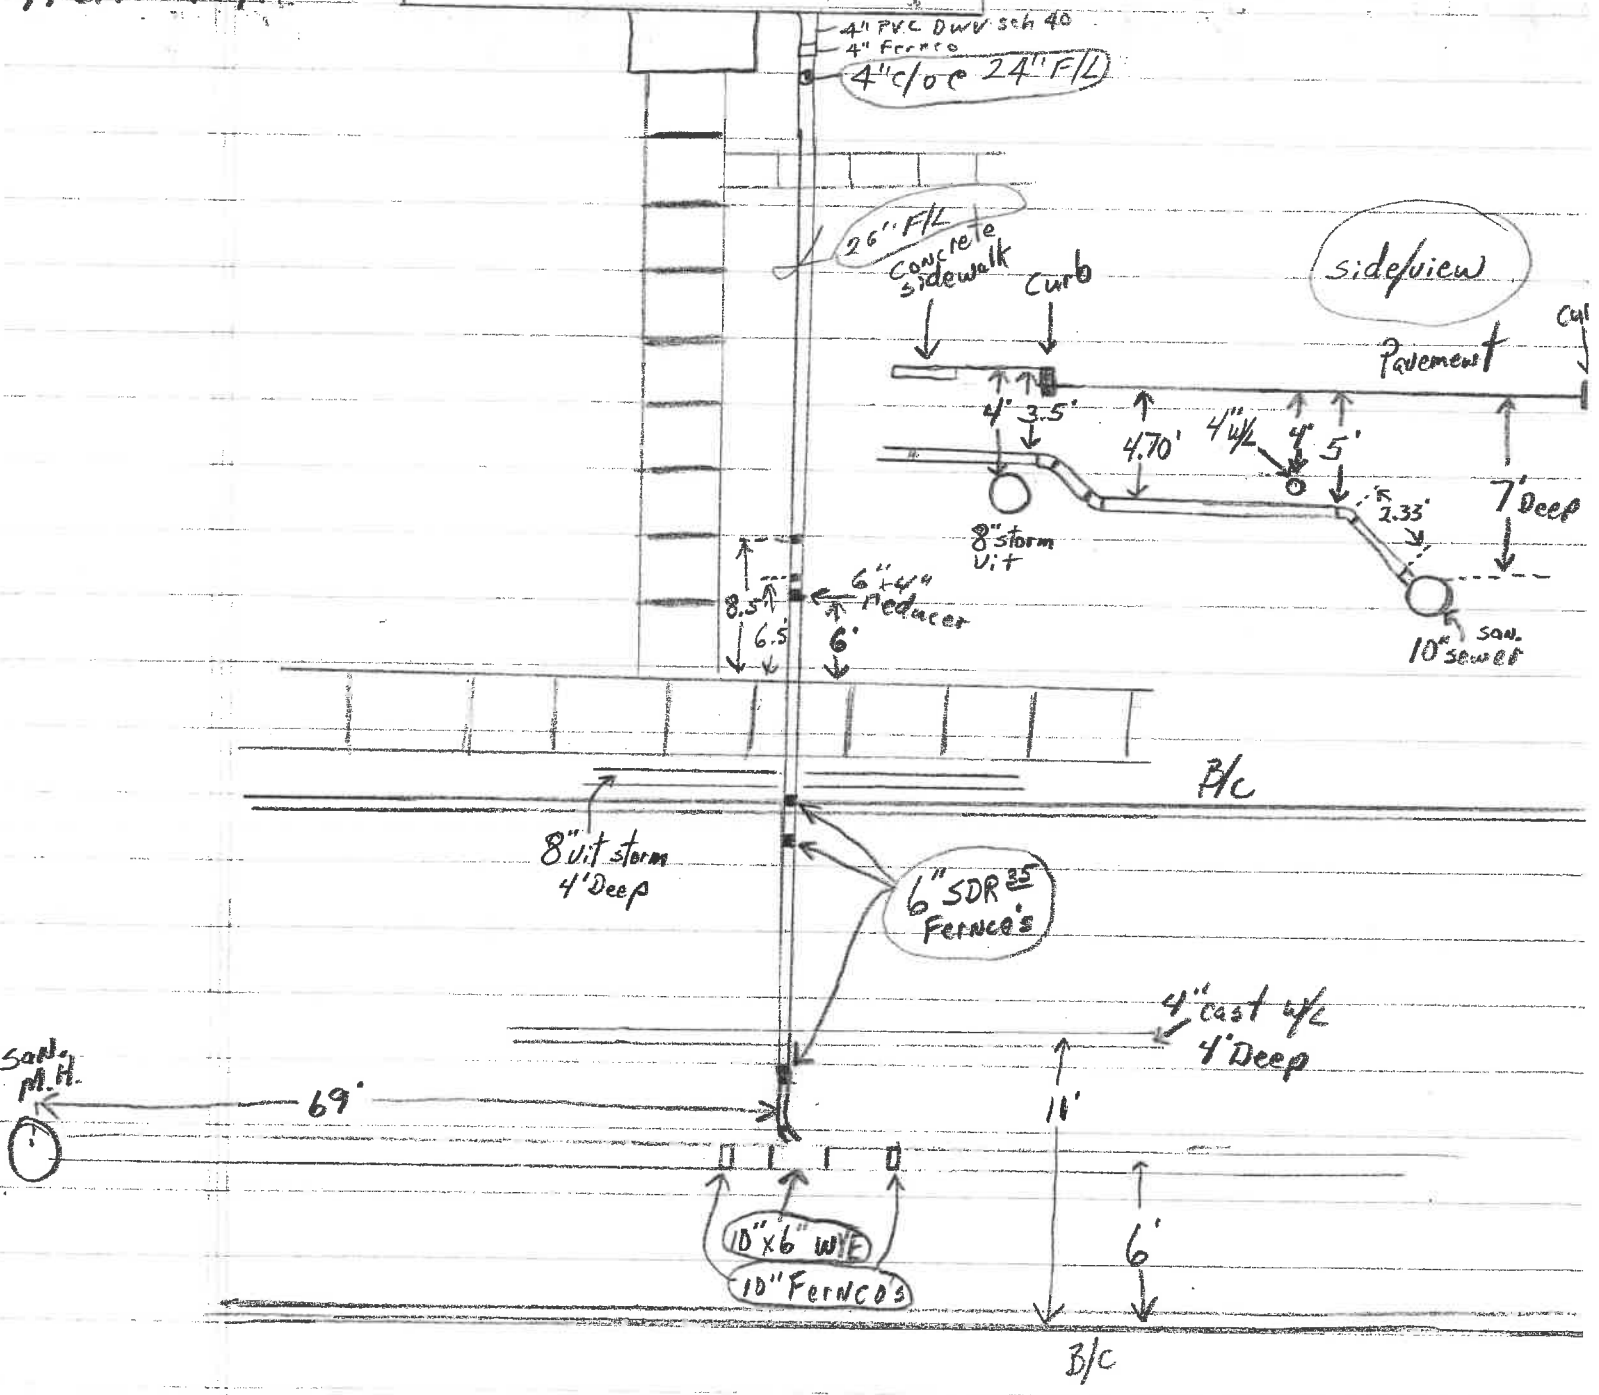 4" PVC DWV Sch 40
4" Fernco
4" c/o e 24" F/L
26" F/L
concrete
sidewalk
Curb
side/view
Pavement
4'
3.5'
4.70'
4" W/L
4'
5'
7' Deep
2.33'
8" storm
vit
10" san.
sewer
6" + 4"
reducer
8.5'
6.5'
6'
B/C
8" vit storm
4' Deep
6" SDR 35
Fernco's
4" cast w/L
4' Deep
san.
M.H.
69'
11'
6'
10" x 6" WYE
10" Fernco's
B/C